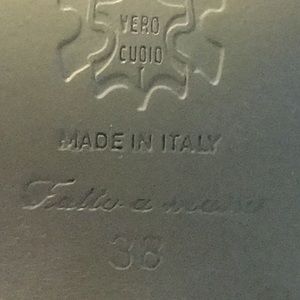 VERO
CUOIO
MADE IN ITALY
Fatto a mano
38